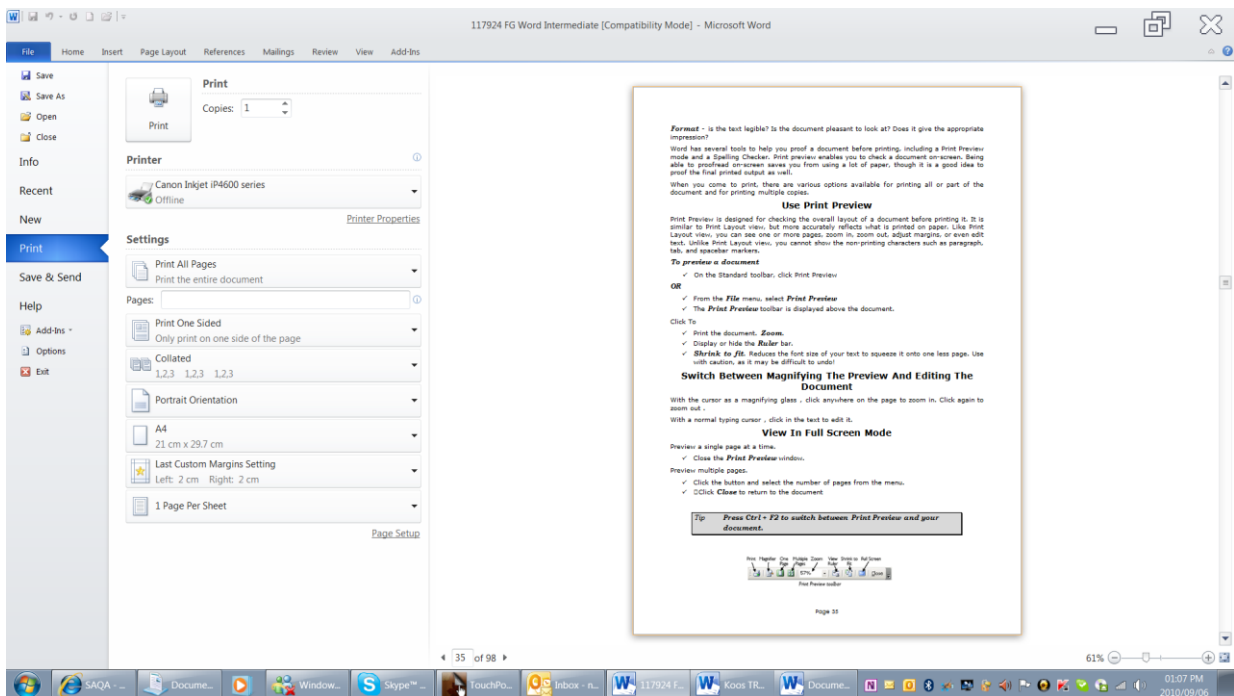 117924 FG Word Intermediate [Compatibility Mode] - Microsoft Word
File Home Insert Page Layout References Mailings Review View Add-Ins
Save
Save As
Open
Close
Info
Recent
New
Print
Save & Send
Help
Add-Ins
Options
Exit
Print
Print
Copies: 1
Printer
Canon Inkjet iP4600 series
Offline
Printer Properties
Settings
Print All Pages
Print the entire document
Pages:
Print One Sided
Only print on one side of the page
Collated
1,2,3 1,2,3 1,2,3
Portrait Orientation
A4
21 cm x 29.7 cm
Last Custom Margins Setting
Left: 2 cm Right: 2 cm
1 Page Per Sheet
Page Setup
Format - is the text legible? Is the document pleasant to look at? Does it give the appropriate
impression?
Word has several tools to help you proof a document before printing, including a Print Preview
mode and a Spelling Checker. Print preview enables you to check a document on-screen. Being
able to proofread on-screen saves you from using a lot of paper, though it is a good idea to
proof the final printed output as well.
When you come to print, there are various options available for printing all or part of the
document and for printing multiple copies.
Use Print Preview
Print Preview is designed for checking the overall layout of a document before printing it. It is
similar to Print Layout view, but more accurately reflects what is printed on paper. Like Print
Layout view, you can see one or more pages, zoom in, zoom out, adjust margins, or even edit
text. Unlike Print Layout view, you cannot show the non-printing characters such as paragraph,
tab, and spacebar markers.
To preview a document
✓ On the Standard toolbar, click Print Preview
OR
✓ From the File menu, select Print Preview
✓ The Print Preview toolbar is displayed above the document.
Click To
✓ Print the document. Zoom.
✓ Display or hide the Ruler bar.
✓ Shrink to fit. Reduces the font size of your text to squeeze it onto one less page. Use
with caution, as it may be difficult to undo!
Switch Between Magnifying The Preview And Editing The
Document
With the cursor as a magnifying glass , click anywhere on the page to zoom in. Click again to
zoom out .
With a normal typing cursor , click in the text to edit it.
View In Full Screen Mode
Preview a single page at a time.
✓ Close the Print Preview window.
Preview multiple pages.
✓ Click the button and select the number of pages from the menu.
✓ □Click Close to return to the document
Tip Press Ctrl + F2 to switch between Print Preview and your
document.
Print Magnifier One Page Multiple Pages Zoom View Ruler Shrink to Fit Full Screen
57% Close
Print Preview toolbar
Page 35
35 of 98
61%
SAQA - ... Docume... Window... Skype™ ... TouchPo... Inbox - n... 117924 F... Koos TR... Docume... 01:07 PM
2010/09/06